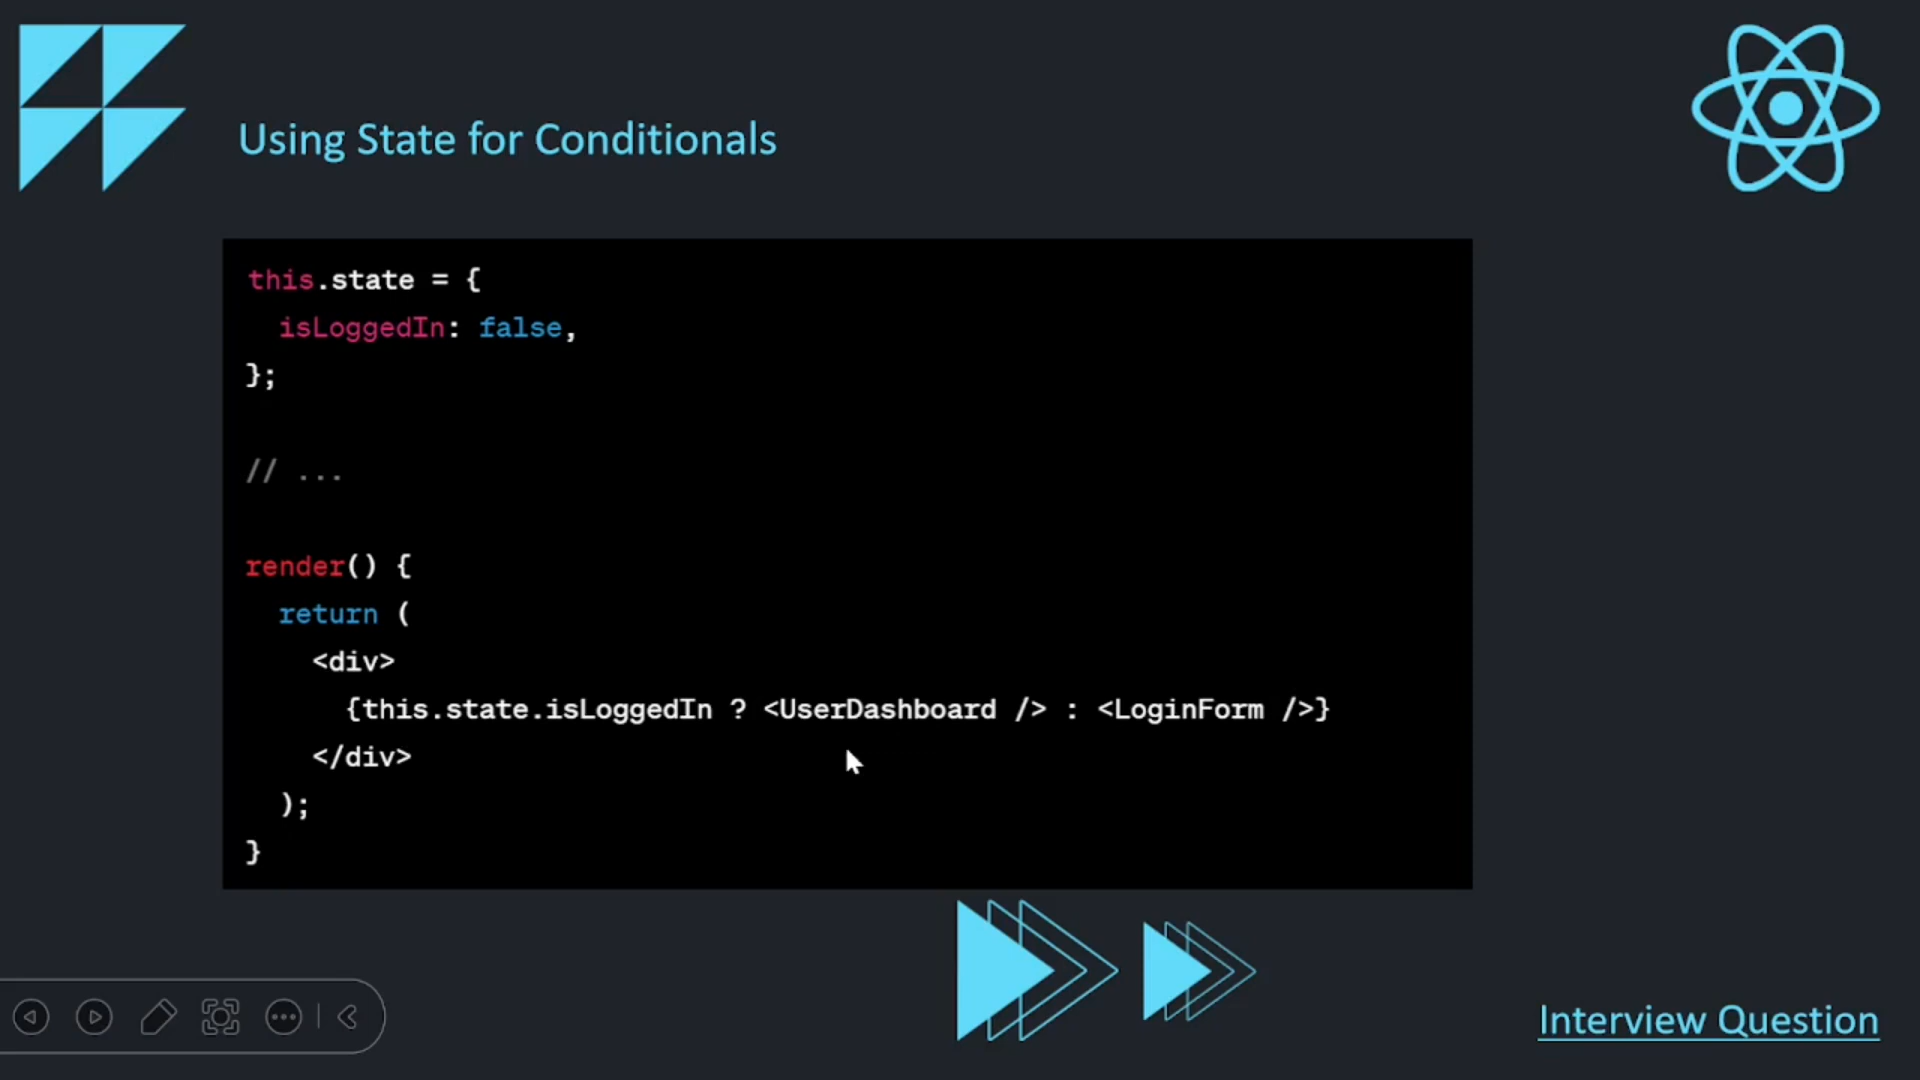 Using State for Conditionals
this.state = {
  isLoggedIn: false,
};
// ...
render() {
  return (
    <div>
      {this.state.isLoggedIn ? <UserDashboard /> : <LoginForm />}
    </div>
  );
}
Interview Question